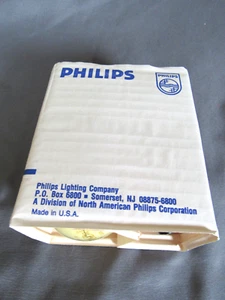 PHILIPS
PHILIPS
Philips Lighting Company
P.O. Box 6800 ■ Somerset, NJ 08875-6800
A Division of North American Philips Corporation
Made in U.S.A.